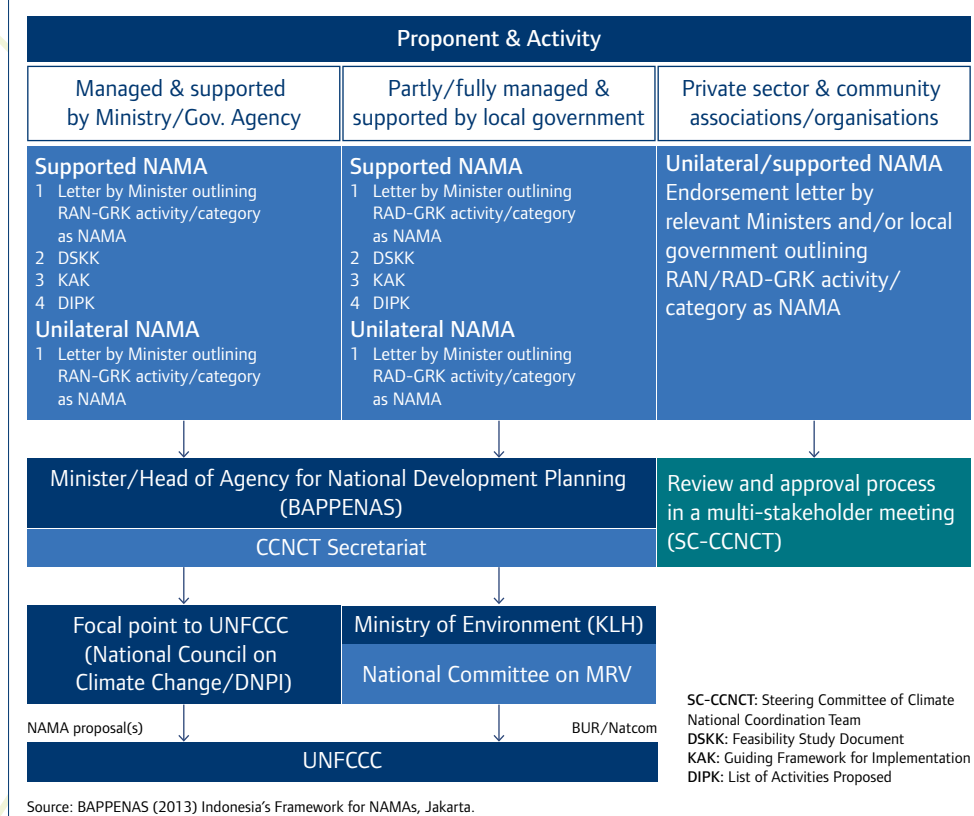 Proponent & Activity
Managed & supported
by Ministry/Gov. Agency
Partly/fully managed &
supported by local government
Private sector & community
associations/organisations
Supported NAMA
1 Letter by Minister outlining
RAN-GRK activity/category
as NAMA
2 DSKK
3 KAK
4 DIPK
Unilateral NAMA
1 Letter by Minister outlining
RAN-GRK activity/category
as NAMA
Supported NAMA
1 Letter by Minister outlining
RAD-GRK activity/category
as NAMA
2 DSKK
3 KAK
4 DIPK
Unilateral NAMA
1 Letter by Minister outlining
RAD-GRK activity/category
as NAMA
Unilateral/supported NAMA
Endorsement letter by
relevant Ministers and/or local
government outlining
RAN/RAD-GRK activity/
category as NAMA
Minister/Head of Agency for National Development Planning
(BAPPENAS)
CCNCT Secretariat
Review and approval process
in a multi-stakeholder meeting
(SC-CCNCT)
Focal point to UNFCCC
(National Council on
Climate Change/DNPI)
Ministry of Environment (KLH)
National Committee on MRV
NAMA proposal(s)
BUR/Natcom
UNFCCC
SC-CCNCT: Steering Committee of Climate
National Coordination Team
DSKK: Feasibility Study Document
KAK: Guiding Framework for Implementation
DIPK: List of Activities Proposed
Source: BAPPENAS (2013) Indonesia's Framework for NAMAs, Jakarta.